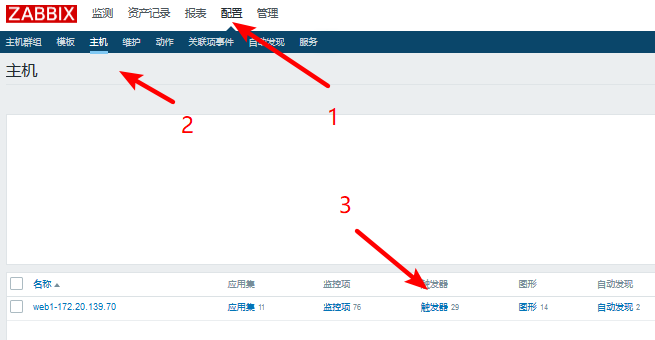 ZABBIX 监测 资产记录 报表 配置 管理
主机群组 模板 主机 维护 动作 关联项事件 自动发现 服务
主机
1
2
3
名称 应用集 监控项 触发器 图形 自动发现
web1-172.20.139.70 应用集 11 监控项 76 触发器 29 图形 14 自动发现 2